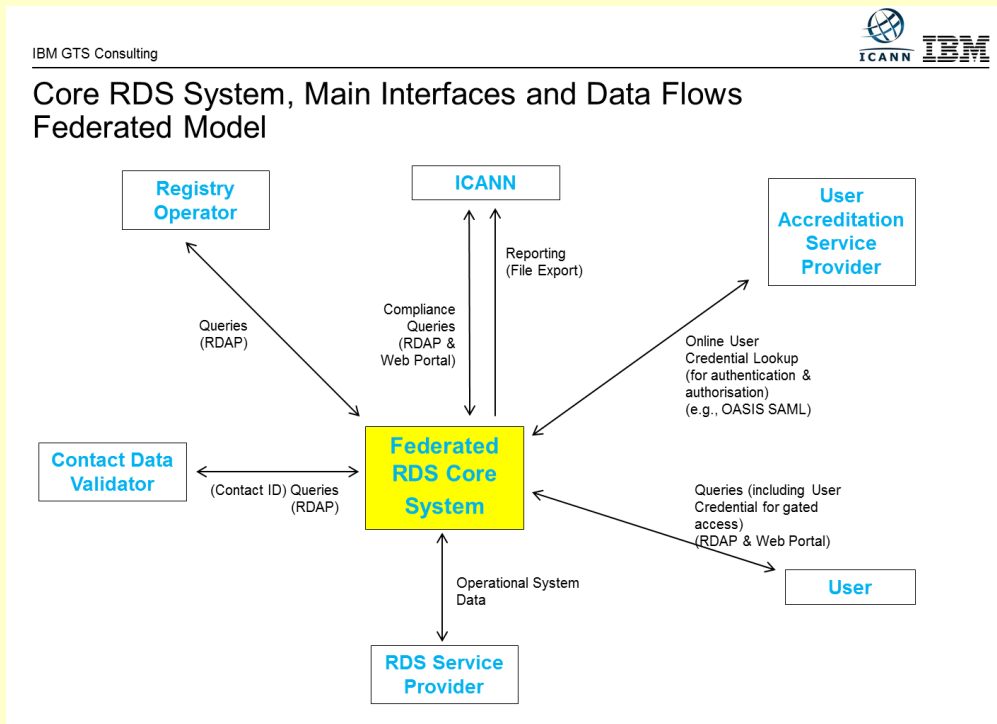 IBM GTS Consulting
ICANN
IBM
Core RDS System, Main Interfaces and Data Flows
Federated Model
Registry
Operator
ICANN
User
Accreditation
Service
Provider
Reporting
(File Export)
Compliance
Queries
(RDAP &
Web Portal)
Queries
(RDAP)
Online User
Credential Lookup
(for authentication &
authorisation)
(e.g., OASIS SAML)
Federated
RDS Core
System
Contact Data
Validator
(Contact ID) Queries
(RDAP)
Queries (including User
Credential for gated
access)
(RDAP & Web Portal)
User
Operational System
Data
RDS Service
Provider